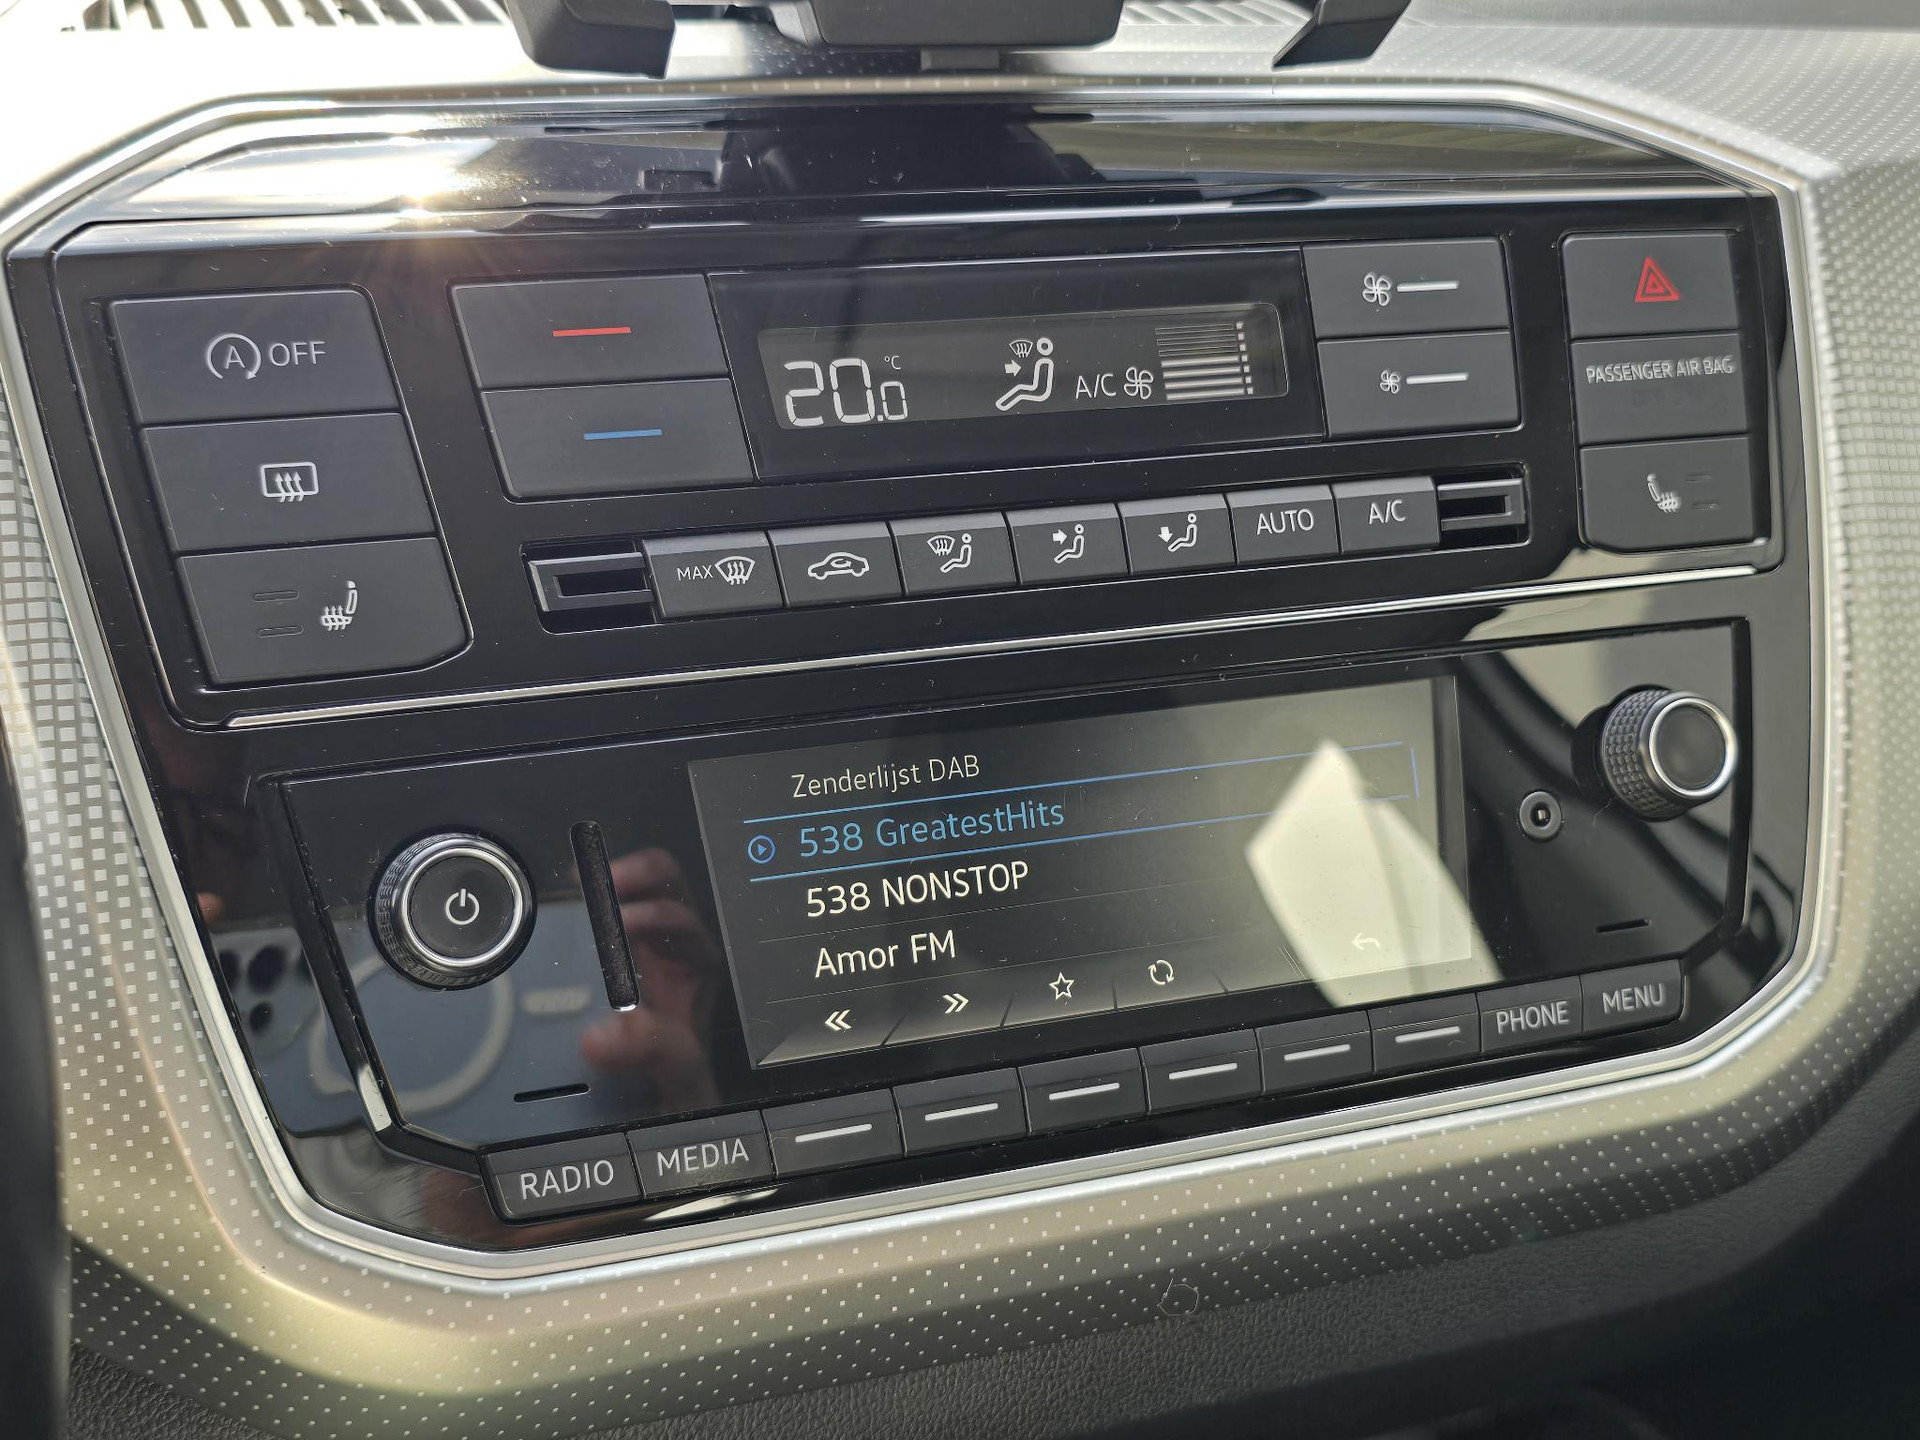 A OFF
20.0 °C
A/C
PASSENGER AIR BAG
MAX
AUTO
A/C
Zenderlijst DAB
538 GreatestHits
538 NONSTOP
Amor FM
RADIO
MEDIA
PHONE
MENU